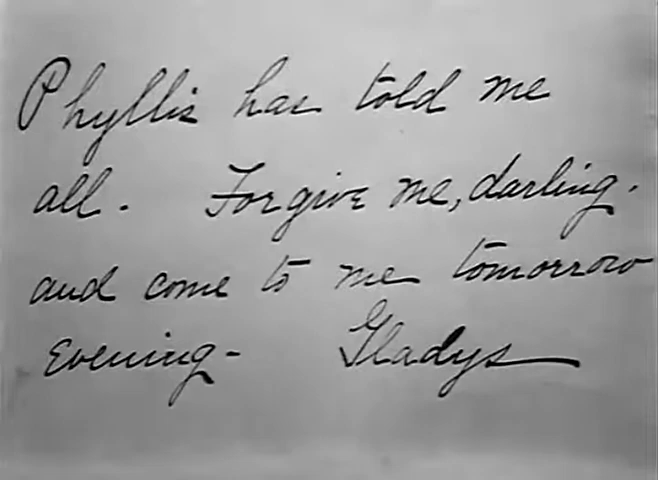 Phyllis has told me
all. Forgive me, darling.
and come to me tomorrow
evening- Gladys